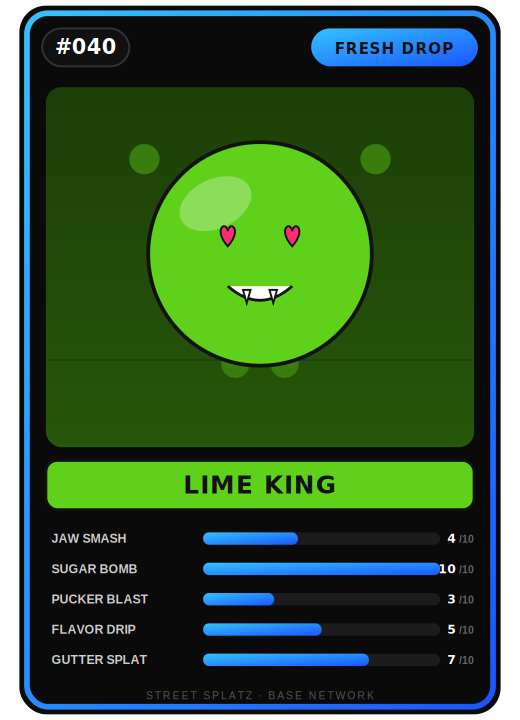 #040 FRESH DROP
LIME KING
JAW SMASH 4 /10
SUGAR BOMB 10 /10
PUCKER BLAST 3 /10
FLAVOR DRIP 5 /10
GUTTER SPLAT 7 /10
STREET SPLATZ · BASE NETWORK